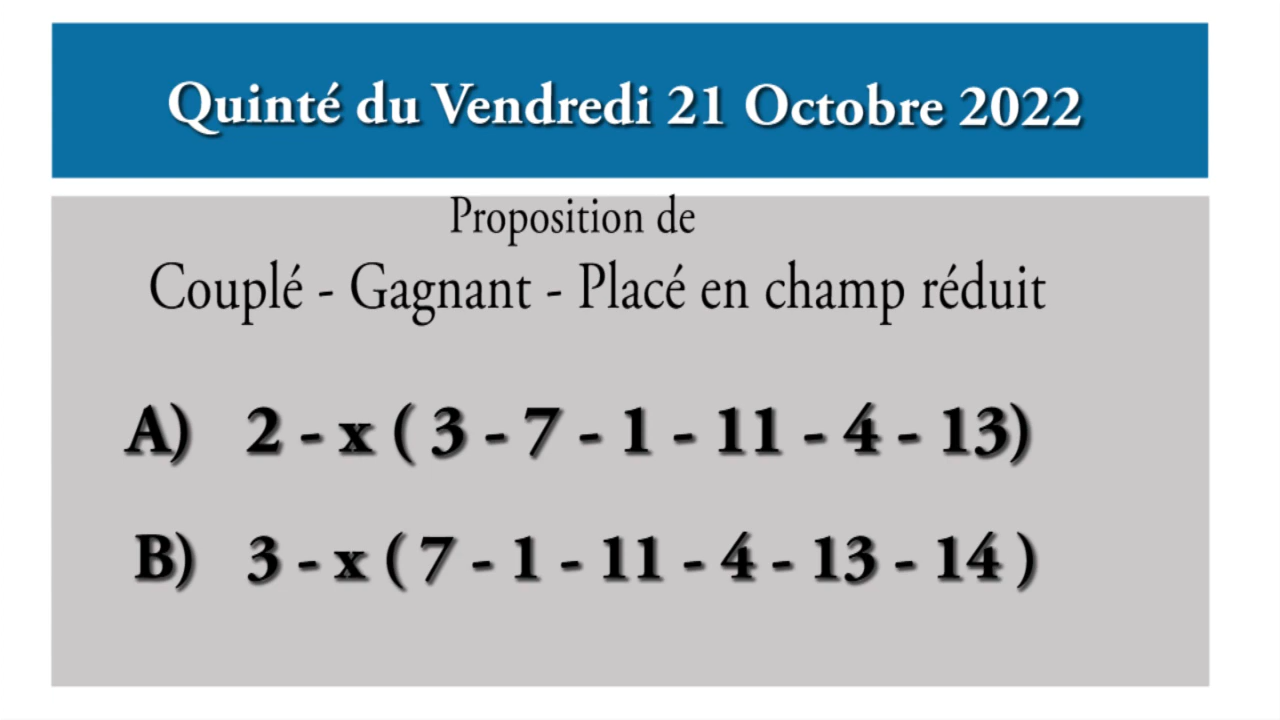 Quinté du Vendredi 21 Octobre 2022
Proposition de
Couplé - Gagnant - Placé en champ réduit
A) 2 - x ( 3 - 7 - 1 - 11 - 4 - 13)
B) 3 - x ( 7 - 1 - 11 - 4 - 13 - 14 )